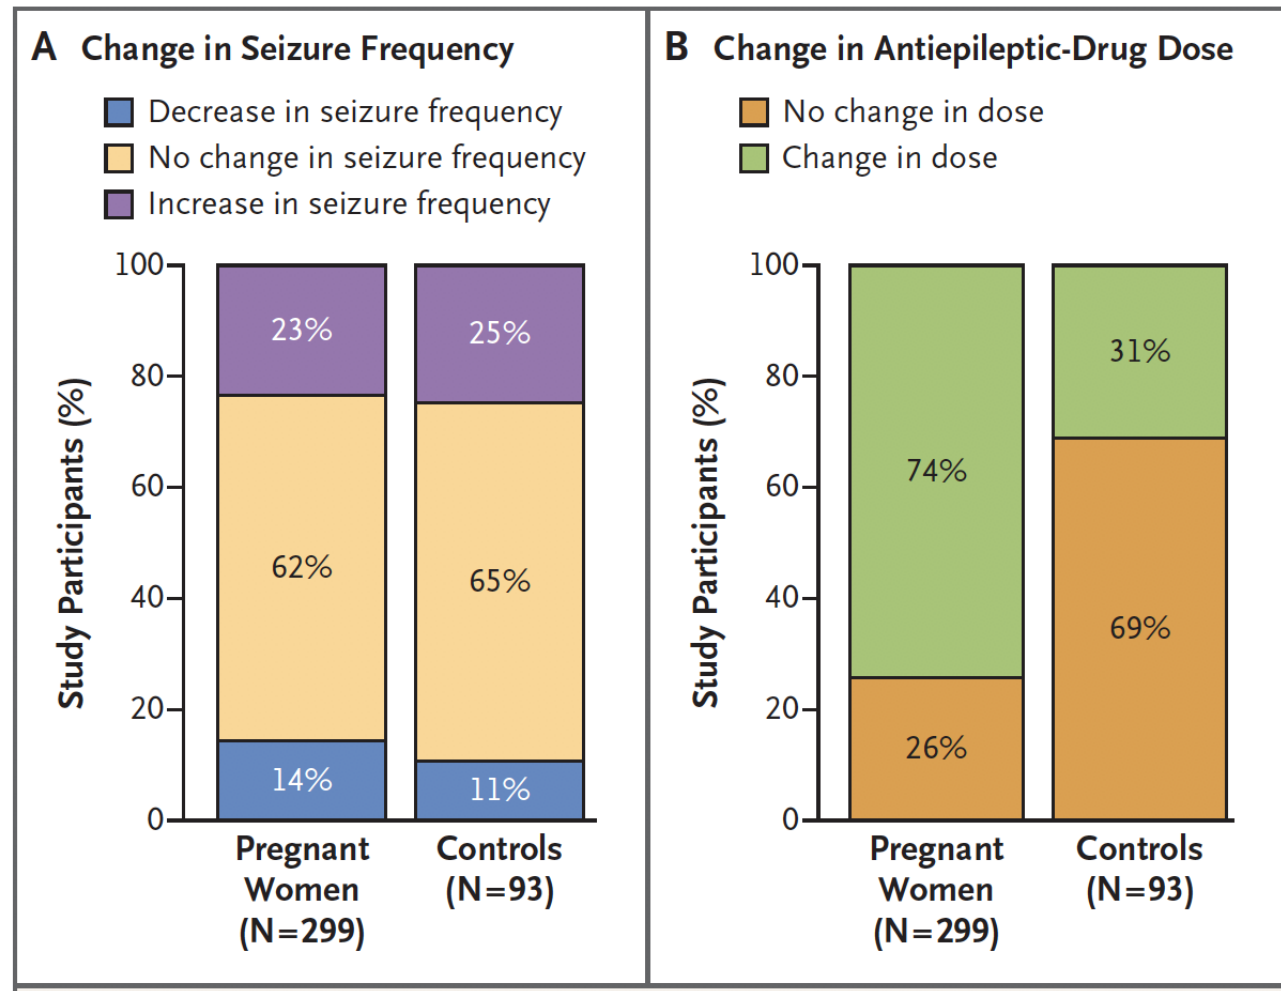 A Change in Seizure Frequency
Decrease in seizure frequency
No change in seizure frequency
Increase in seizure frequency
Study Participants (%)
100
80
60
40
20
0
23%
62%
14%
25%
65%
11%
Pregnant
Women
(N=299)
Controls
(N=93)
B Change in Antiepileptic-Drug Dose
No change in dose
Change in dose
Study Participants (%)
100
80
60
40
20
0
74%
26%
31%
69%
Pregnant
Women
(N=299)
Controls
(N=93)